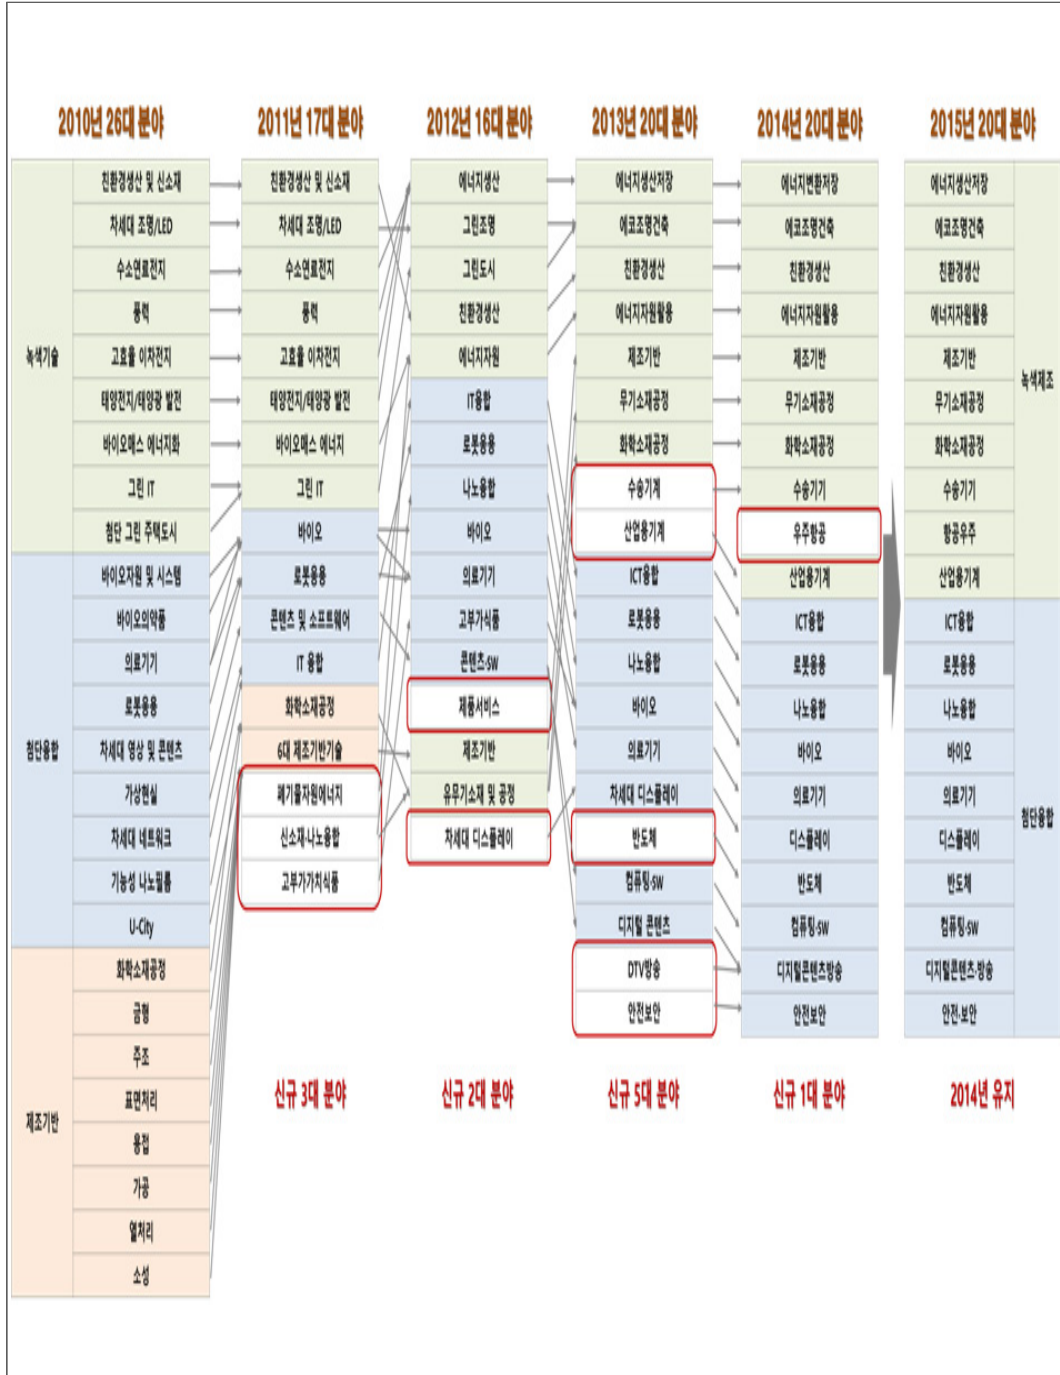 2010년 26대 분야
2011년 17대 분야
2012년 16대 분야
2013년 20대 분야
2014년 20대 분야
2015년 20대 분야
녹색기술
친환경생산 및 신소재
차세대 조명/LED
수소연료전지
풍력
고효율 이차전지
태양전지/태양광 발전
바이오매스 에너지화
그린 IT
첨단 그린 주택도시
첨단융합
바이오자원 및 시스템
바이오의약품
의료기기
로봇응용
차세대 영상 및 콘텐츠
가상현실
차세대 네트워크
기능성 나노필름
U-City
제조기반
화학소재공정
금형
주조
표면처리
용접
가공
열처리
소성
친환경생산 및 신소재
차세대 조명/LED
수소연료전지
풍력
고효율 이차전지
태양전지/태양광 발전
바이오매스 에너지
그린 IT
바이오
로봇응용
콘텐츠 및 소프트웨어
IT 융합
화학소재공정
6대 제조기반기술
폐기물자원에너지
신소재·나노융합
고부가가치식품
신규 3대 분야
에너지생산
그린조명
그린도시
친환경생산
에너지자원
IT융합
로봇응용
나노융합
바이오
의료기기
고부가식품
콘텐츠·SW
제품서비스
제조기반
유무기소재 및 공정
차세대 디스플레이
신규 2대 분야
에너지생산저장
에코조명건축
친환경생산
에너지자원활용
제조기반
무기소재공정
화학소재공정
수송기계
산업용기계
ICT융합
로봇응용
나노융합
바이오
의료기기
차세대 디스플레이
반도체
컴퓨팅·SW
디지털 콘텐츠
DTV방송
안전보안
신규 5대 분야
에너지변환저장
에코조명건축
친환경생산
에너지자원활용
제조기반
무기소재공정
화학소재공정
수송기기
우주항공
산업용기계
ICT융합
로봇응용
나노융합
바이오
의료기기
디스플레이
반도체
컴퓨팅·SW
디지털콘텐츠방송
안전보안
신규 1대 분야
에너지생산저장
에코조명건축
친환경생산
에너지자원활용
제조기반
무기소재공정
화학소재공정
수송기기
항공우주
산업용기계
ICT융합
로봇응용
나노융합
바이오
의료기기
디스플레이
반도체
컴퓨팅·SW
디지털콘텐츠·방송
안전·보안
녹색제조
첨단융합
2014년 유지